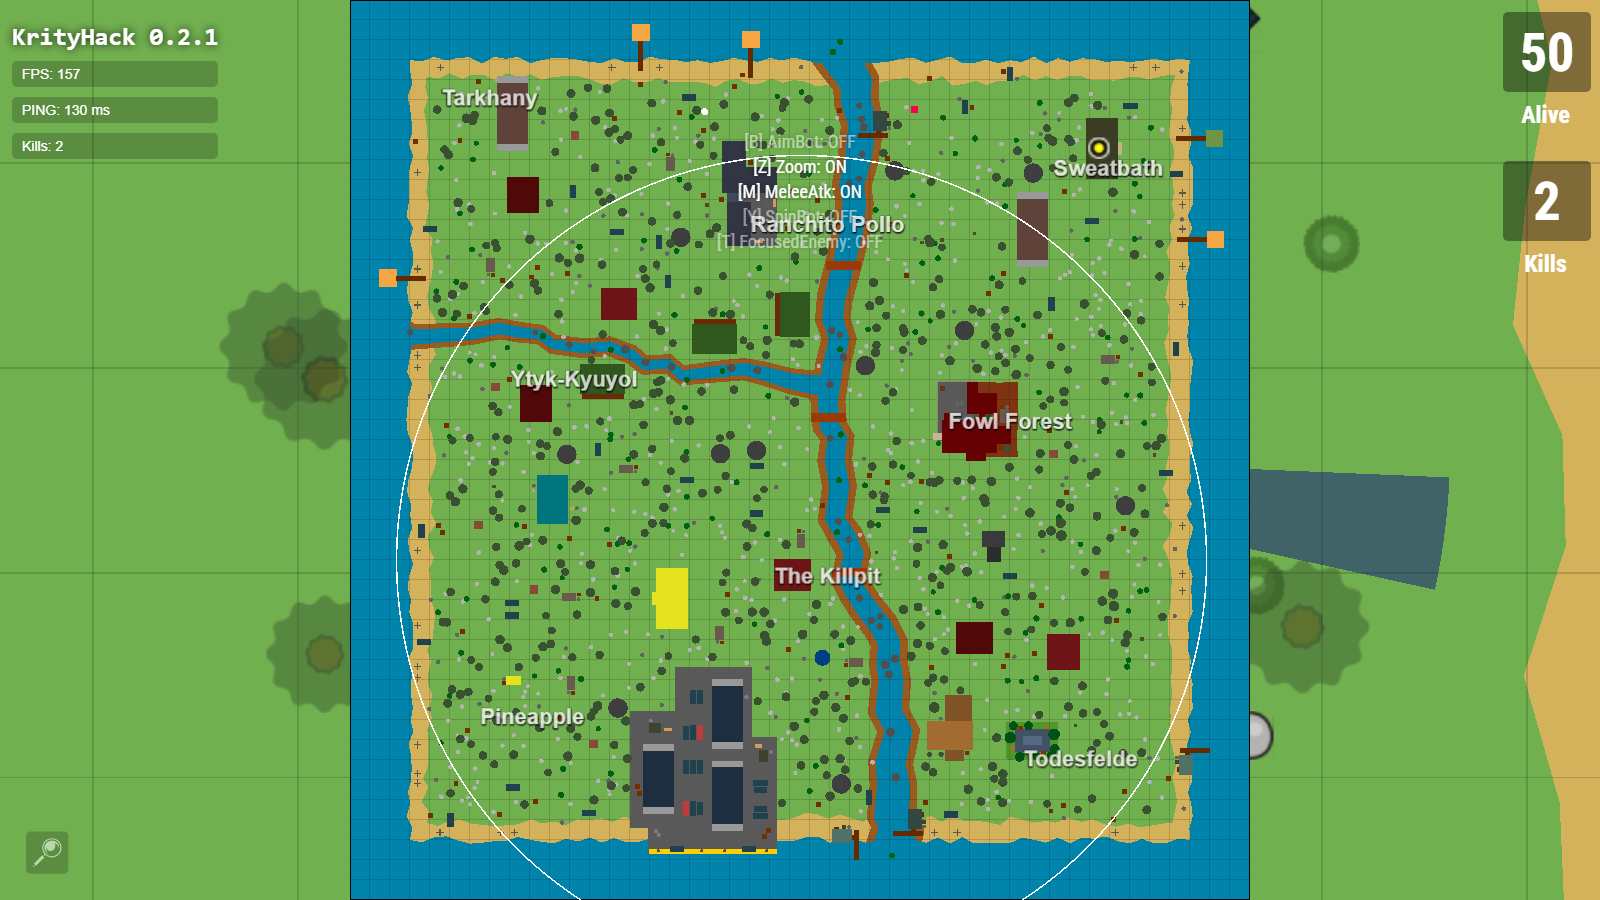 KrityHack 0.2.1
FPS: 157
PING: 130 ms
Kills: 2
50
Alive
2
Kills
Tarkhany
[B] AimBot: OFF
[Z] Zoom: ON
[M] MeleeAtk: ON
[Y] SpinBot: OFF
Ranchito Pollo
[T] FocusedEnemy: OFF
Sweatbath
Ytyk-Kyuyol
Fowl Forest
The Killpit
Pineapple
Todesfelde